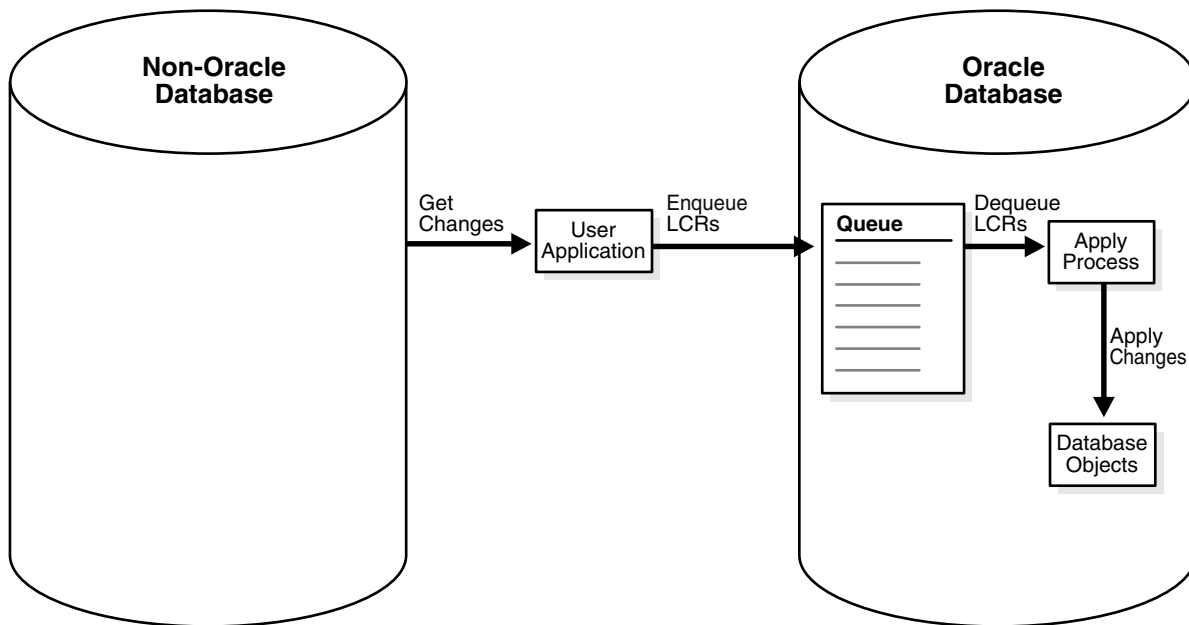 Non-Oracle
Database
Oracle
Database
Get
Changes
User
Application
Enqueue
LCRs
Queue
Dequeue
LCRs
Apply
Process
Apply
Changes
Database
Objects